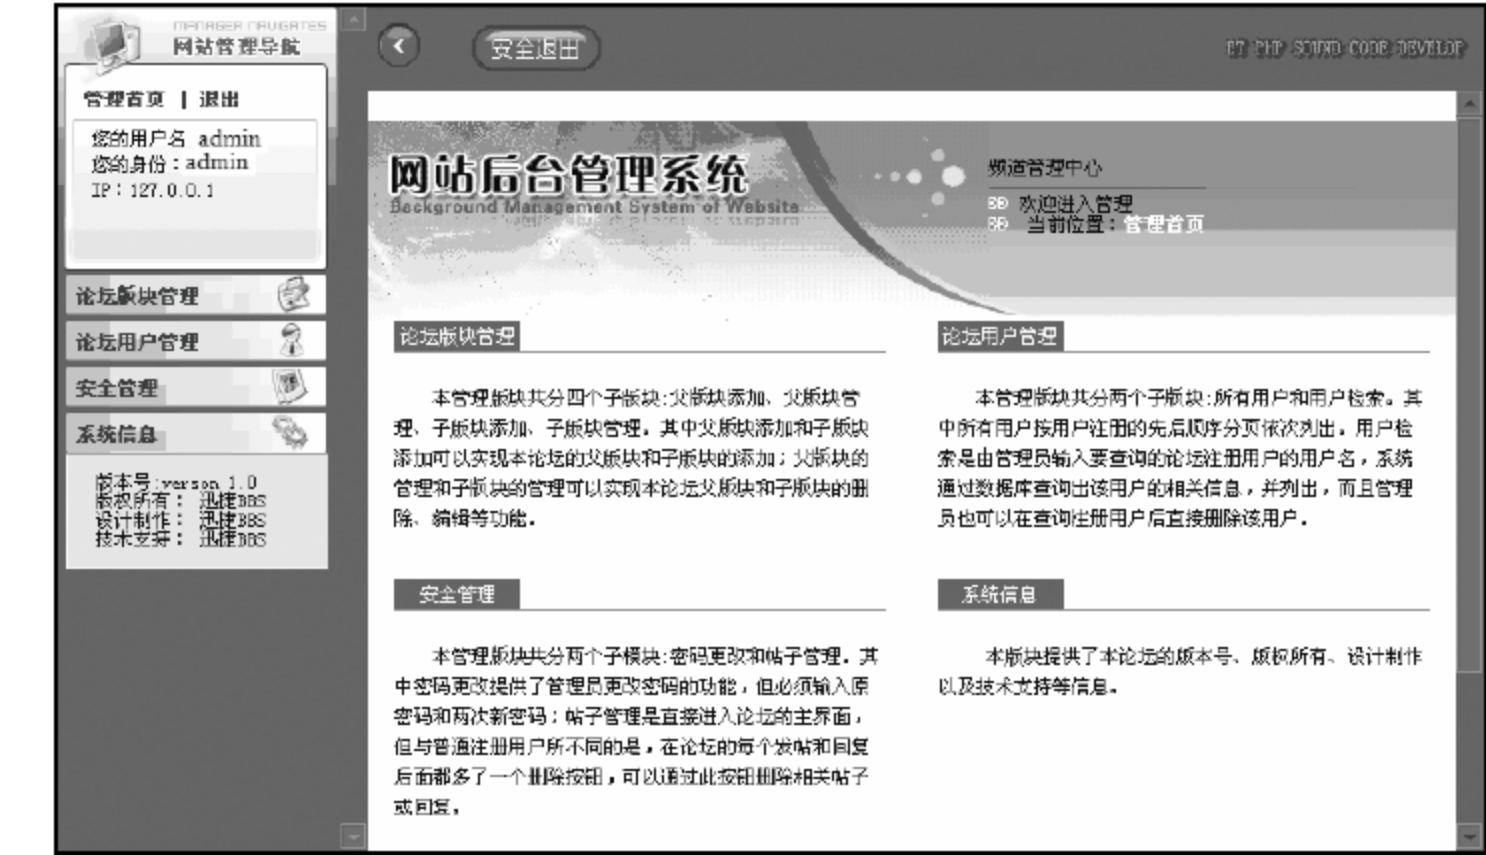 MANAGER NAVIGATES
网站管理导航
管理首页 | 退出
您的用户名 admin
您的身份：admin
IP：127.0.0.1
论坛版块管理
论坛用户管理
安全管理
系统信息
版本号:verson 1.0
版权所有： 迅捷BBS
设计制作： 迅捷BBS
技术支持： 迅捷BBS
安全退出
BT PHP SOUND CODE DEVELOP
网站后台管理系统
Background Management System of Website
频道管理中心
欢迎进入管理
当前位置：管理首页
论坛版块管理
本管理版块共分四个子版块:父版块添加、父版块管
理、子版块添加、子版块管理。其中父版块添加和子版块
添加可以实现本论坛的父版块和子版块的添加；父版块的
管理和子版块的管理可以实现本论坛父版块和子版块的删
除、编辑等功能。
论坛用户管理
本管理版块共分两个子版块:所有用户和用户检索。其
中所有用户按用户注册的先后顺序分页依次列出，用户检
索是由管理员输入要查询的论坛注册用户的用户名，系统
通过数据库查询出该用户的相关信息，并列出，而且管理
员也可以在查询注册用户后直接删除该用户。
安全管理
本管理版块共分两个子模块:密码更改和帖子管理。其
中密码更改提供了管理员更改密码的功能，但必须输入原
密码和两次新密码；帖子管理是直接进入论坛的主界面，
但与普通注册用户所不同的是，在论坛的每个发帖和回复
后面都多了一个删除按钮，可以通过此按钮删除相关帖子
或回复。
系统信息
本版块提供了本论坛的版本号、版权所有、设计制作
以及技术支持等信息。